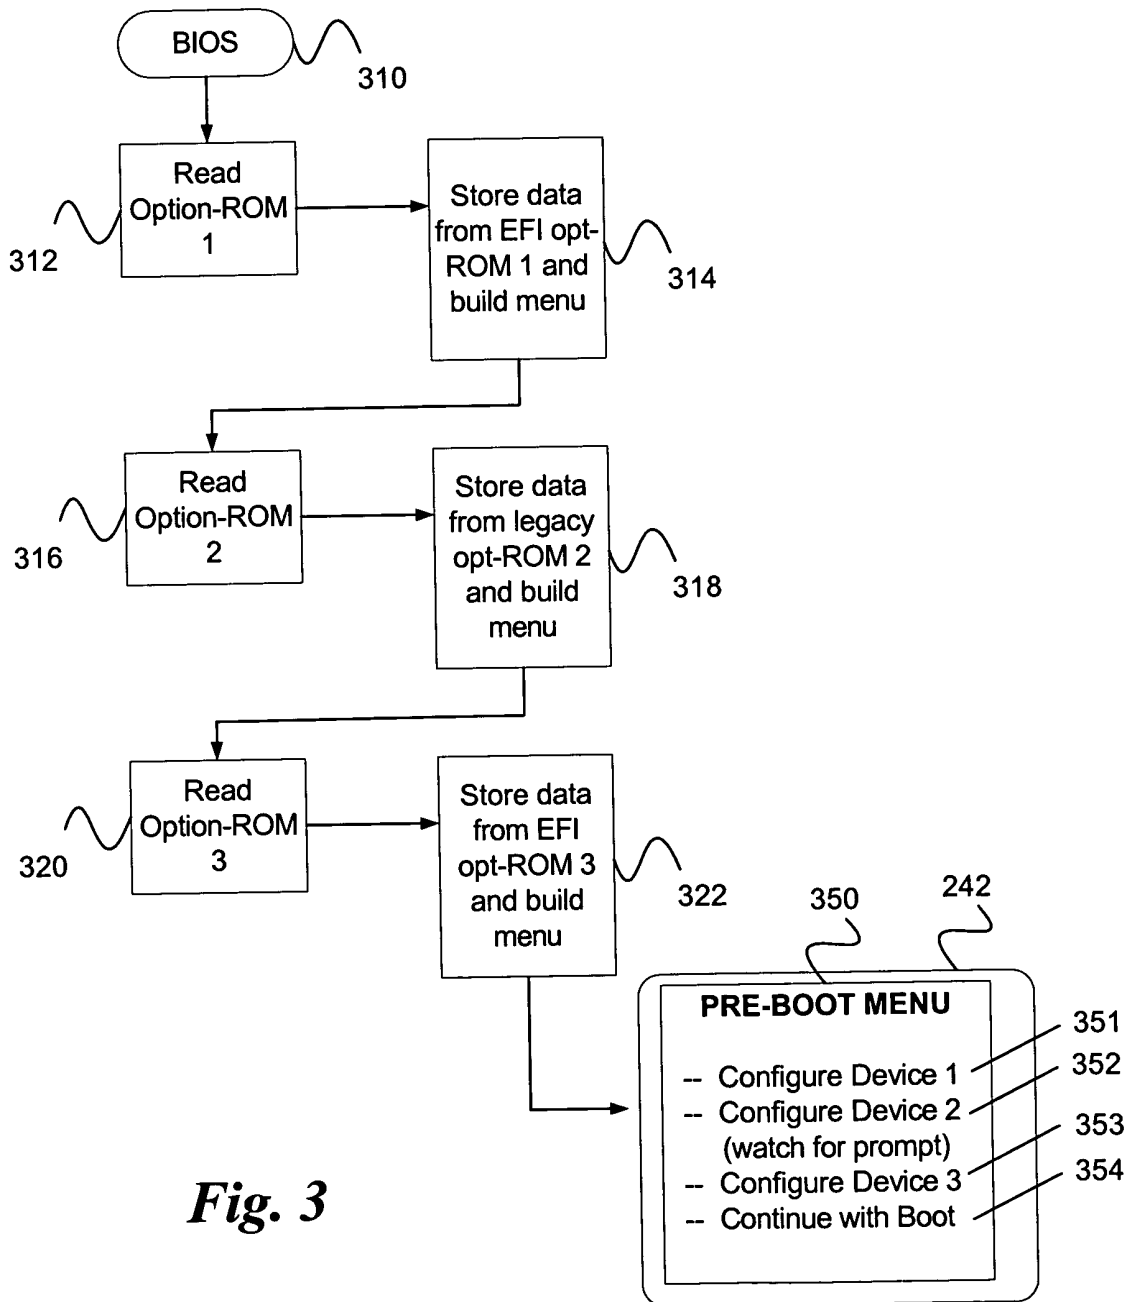 BIOS
310
Read
Option-ROM
1
312
Store data
from EFI opt-
ROM 1 and
build menu
314
Read
Option-ROM
2
316
Store data
from legacy
opt-ROM 2
and build
menu
318
Read
Option-ROM
3
320
Store data
from EFI
opt-ROM 3
and build
menu
322
350
242
PRE-BOOT MENU
-- Configure Device 1
351
-- Configure Device 2
(watch for prompt)
352
-- Configure Device 3
353
-- Continue with Boot
354
Fig. 3